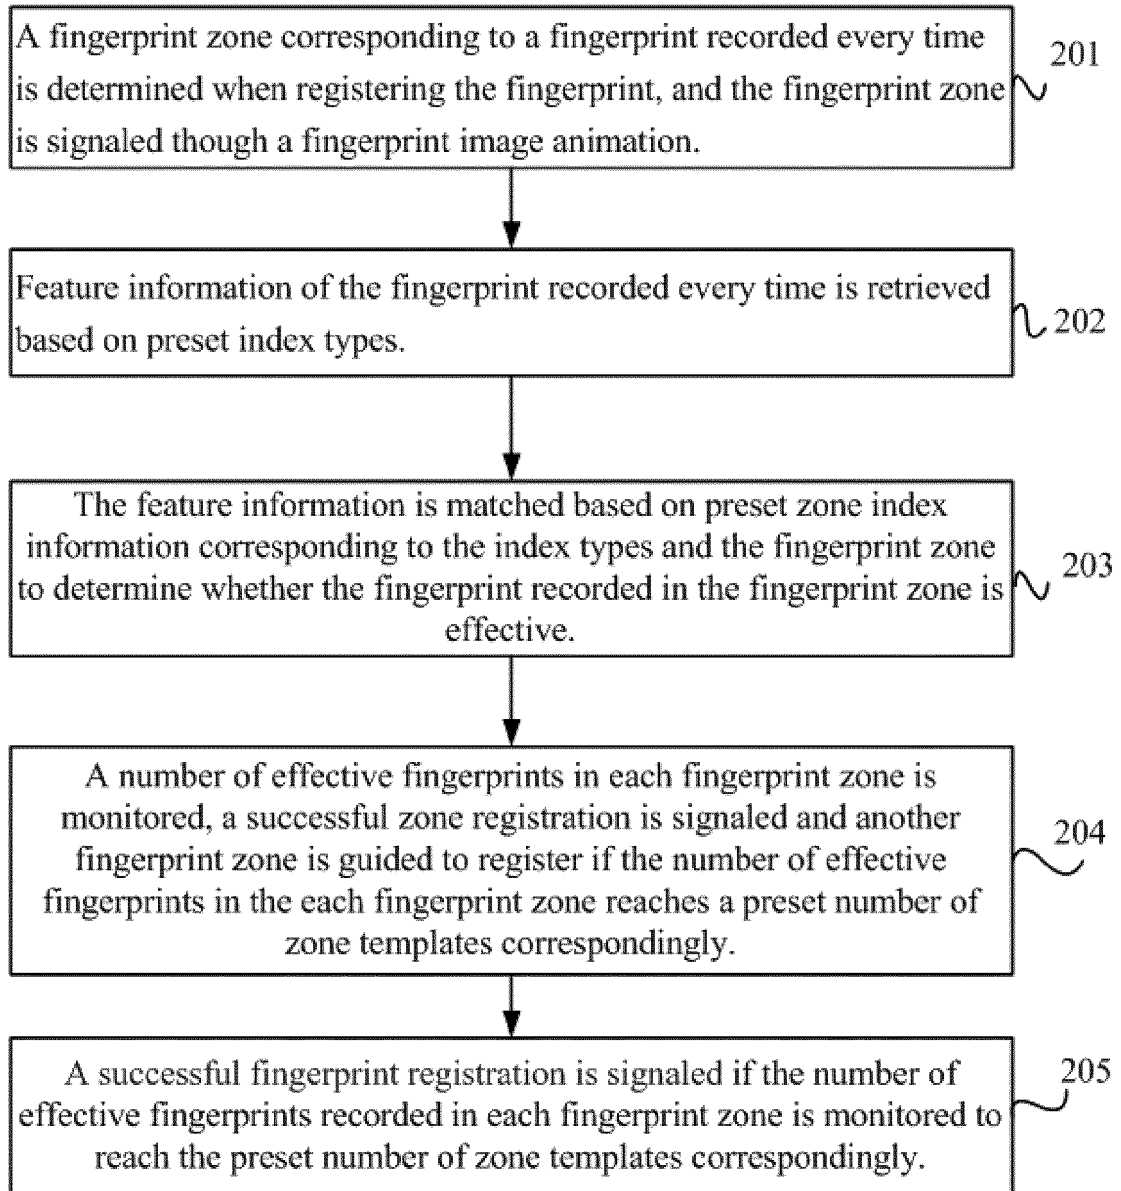 A fingerprint zone corresponding to a fingerprint recorded every time
is determined when registering the fingerprint, and the fingerprint zone
is signaled though a fingerprint image animation.
201
Feature information of the fingerprint recorded every time is retrieved
based on preset index types.
202
The feature information is matched based on preset zone index
information corresponding to the index types and the fingerprint zone
to determine whether the fingerprint recorded in the fingerprint zone is
effective.
203
A number of effective fingerprints in each fingerprint zone is
monitored, a successful zone registration is signaled and another
fingerprint zone is guided to register if the number of effective
fingerprints in the each fingerprint zone reaches a preset number of
zone templates correspondingly.
204
A successful fingerprint registration is signaled if the number of
effective fingerprints recorded in each fingerprint zone is monitored to
reach the preset number of zone templates correspondingly.
205